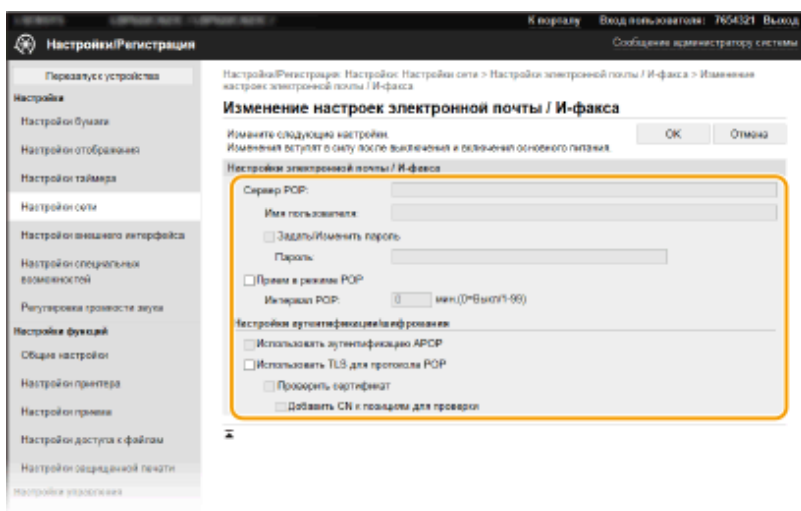 К порталу Вход пользователя: 7654321 Выход
Настройки/Регистрация
Сообщение администратору системы
Перезапуск устройства
Настройки
Настройки бумаги
Настройки отображения
Настройки таймера
Настройки сети
Настройки внешнего интерфейса
Настройки специальных
возможностей
Регулировка громкости звука
Настройки функций
Общие настройки
Настройки принтера
Настройки приема
Настройки доступа к файлам
Настройки защищенной печати
Настройки управления
Настройки/Регистрация: Настройки: Настройки сети > Настройки электронной почты / И-факса > Изменение
настроек электронной почты / И-факса
Изменение настроек электронной почты / И-факса
Измените следующие настройки.
Изменения вступят в силу после выключения и включения основного питания.
OK Отмена
Настройки электронной почты / И-факса
Сервер POP:
Имя пользователя:
Задать/Изменить пароль
Пароль:
Прием в режиме POP
Интервал POP: 0 мин.(0=Выкл/1-99)
Настройки аутентификации/шифрования
Использовать аутентификацию APOP
Использовать TLS для протокола POP
Проверить сертификат
Добавить CN к позициям для проверки